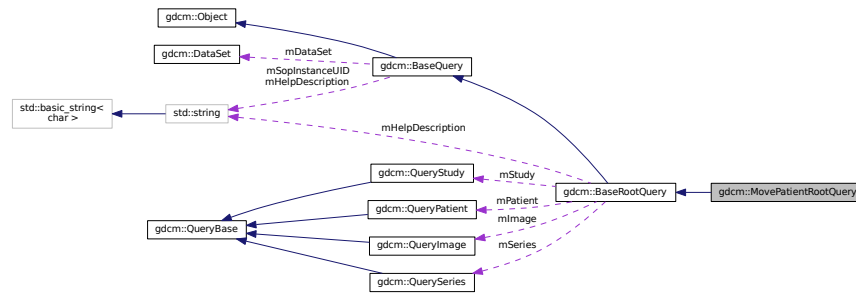 gdcm::Object
gdcm::DataSet
mDataSet
gdcm::BaseQuery
mSopInstanceUID
mHelpDescription
std::basic_string<
char >
std::string
mHelpDescription
gdcm::QueryStudy
mStudy
gdcm::BaseRootQuery
gdcm::MovePatientRootQuery
mPatient
gdcm::QueryPatient
mImage
gdcm::QueryBase
gdcm::QueryImage
mSeries
gdcm::QuerySeries